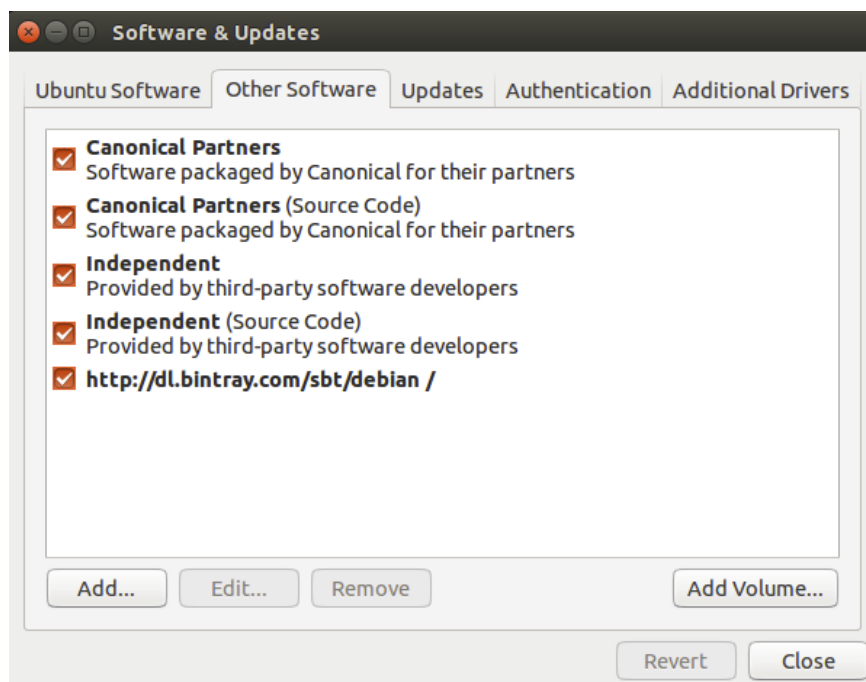 Software & Updates
Ubuntu Software Other Software Updates Authentication Additional Drivers
Canonical Partners
Software packaged by Canonical for their partners
Canonical Partners (Source Code)
Software packaged by Canonical for their partners
Independent
Provided by third-party software developers
Independent (Source Code)
Provided by third-party software developers
http://dl.bintray.com/sbt/debian /
Add... Edit... Remove Add Volume...
Revert Close